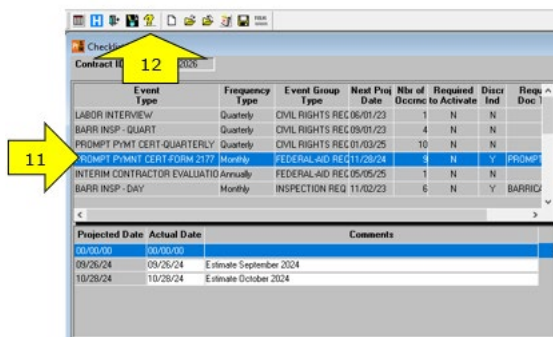 12
Checklis
Contract ID 2026
Event Type Frequency Type Event Group Type Next Proj Date Nbr of Occrnc Required to Activate Discr Ind Requ Doc T
LABOR INTERVIEW Quarterly CIVIL RIGHTS REC 06/01/23 1 N N
BARR INSP - QUART Quarterly CIVIL RIGHTS REC 09/01/23 4 N N
PROMPT PYMT CERT-QUARTERLY Quarterly CIVIL RIGHTS REC 01/03/25 10 N N
11 PROMPT PYMNT CERT-FORM 2177 Monthly FEDERAL-AID REQ 11/28/24 9 N Y PROMPT
INTERIM CONTRACTOR EVALUATIO Annually FEDERAL-AID REC 05/05/25 1 N N
BARR INSP - DAY Monthly INSPECTION REQ 11/02/23 6 N Y BARRICA
Projected Date Actual Date Comments
00/00/00 00/00/00
09/26/24 09/26/24 Estimate September 2024
10/28/24 10/28/24 Estimate October 2024